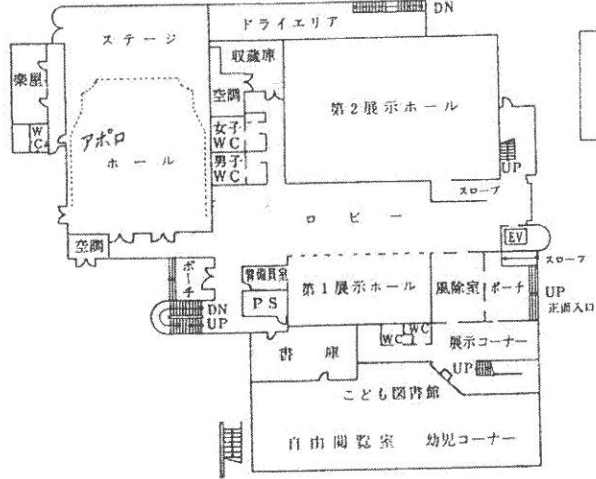 ドライエリア
DN
ステージ
収蔵庫
楽屋
空調
第2展示ホール
WC
アポロ
ホール
女子
WC
男子
WC
UP
スロープ
ロビー
空調
EV
スロープ
ポーチ
警備員室
第1展示ホール
風除室
ポーチ
UP
正面入口
PS
DN
UP
WC
WC
展示コーナー
書庫
UP
こども図書館
自由閲覧室
幼児コーナー